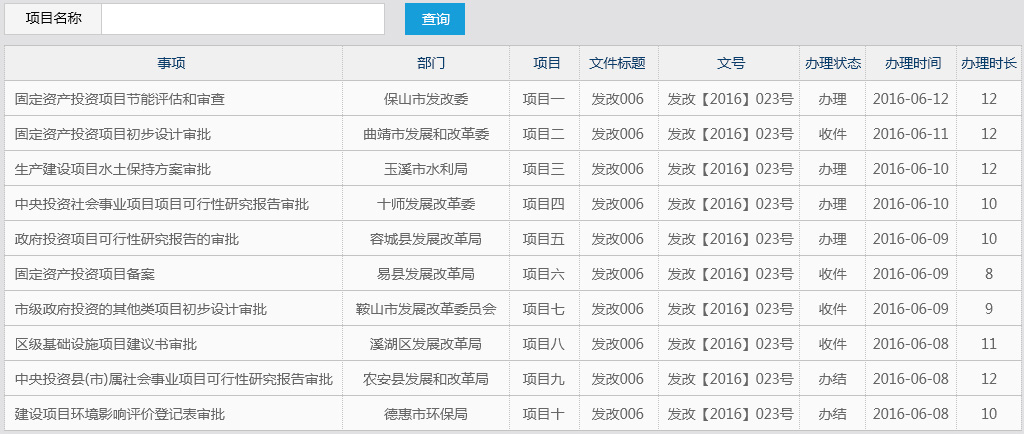 项目名称 查询
事项 部门 项目 文件标题 文号 办理状态 办理时间 办理时长
固定资产投资项目节能评估和审查 保山市发改委 项目一 发改006 发改【2016】023号 办理 2016-06-12 12
固定资产投资项目初步设计审批 曲靖市发展和改革委 项目二 发改006 发改【2016】023号 收件 2016-06-11 12
生产建设项目水土保持方案审批 玉溪市水利局 项目三 发改006 发改【2016】023号 办理 2016-06-10 12
中央投资社会事业项目项目可行性研究报告审批 十师发展改革委 项目四 发改006 发改【2016】023号 办理 2016-06-10 10
政府投资项目可行性研究报告的审批 容城县发展改革局 项目五 发改006 发改【2016】023号 办理 2016-06-09 10
固定资产投资项目备案 易县发展改革局 项目六 发改006 发改【2016】023号 收件 2016-06-09 8
市级政府投资的其他类项目初步设计审批 鞍山市发展改革委员会 项目七 发改006 发改【2016】023号 收件 2016-06-09 9
区级基础设施项目建议书审批 溪湖区发展改革局 项目八 发改006 发改【2016】023号 收件 2016-06-08 11
中央投资县(市)属社会事业项目可行性研究报告审批 农安县发展和改革局 项目九 发改006 发改【2016】023号 办结 2016-06-08 12
建设项目环境影响评价登记表审批 德惠市环保局 项目十 发改006 发改【2016】023号 办结 2016-06-08 10